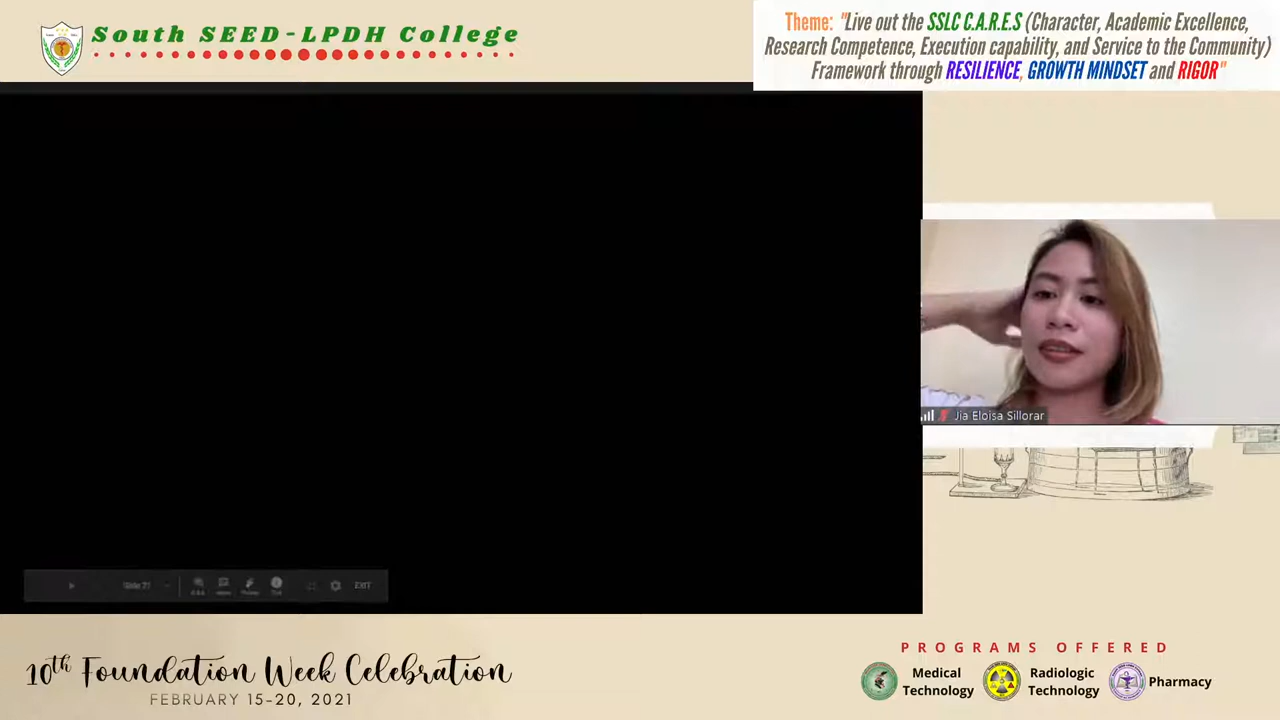 South SEED-LPDH College
Theme: "Live out the SSLC C.A.R.E.S (Character, Academic Excellence,
Research Competence, Execution capability, and Service to the Community)
Framework through RESILIENCE, GROWTH MINDSET and RIGOR"
Jia Eloisa Sillorar
EXIT
10th Foundation Week Celebration
FEBRUARY 15-20, 2021
PROGRAMS OFFERED
Medical
Technology
Radiologic
Technology
Pharmacy